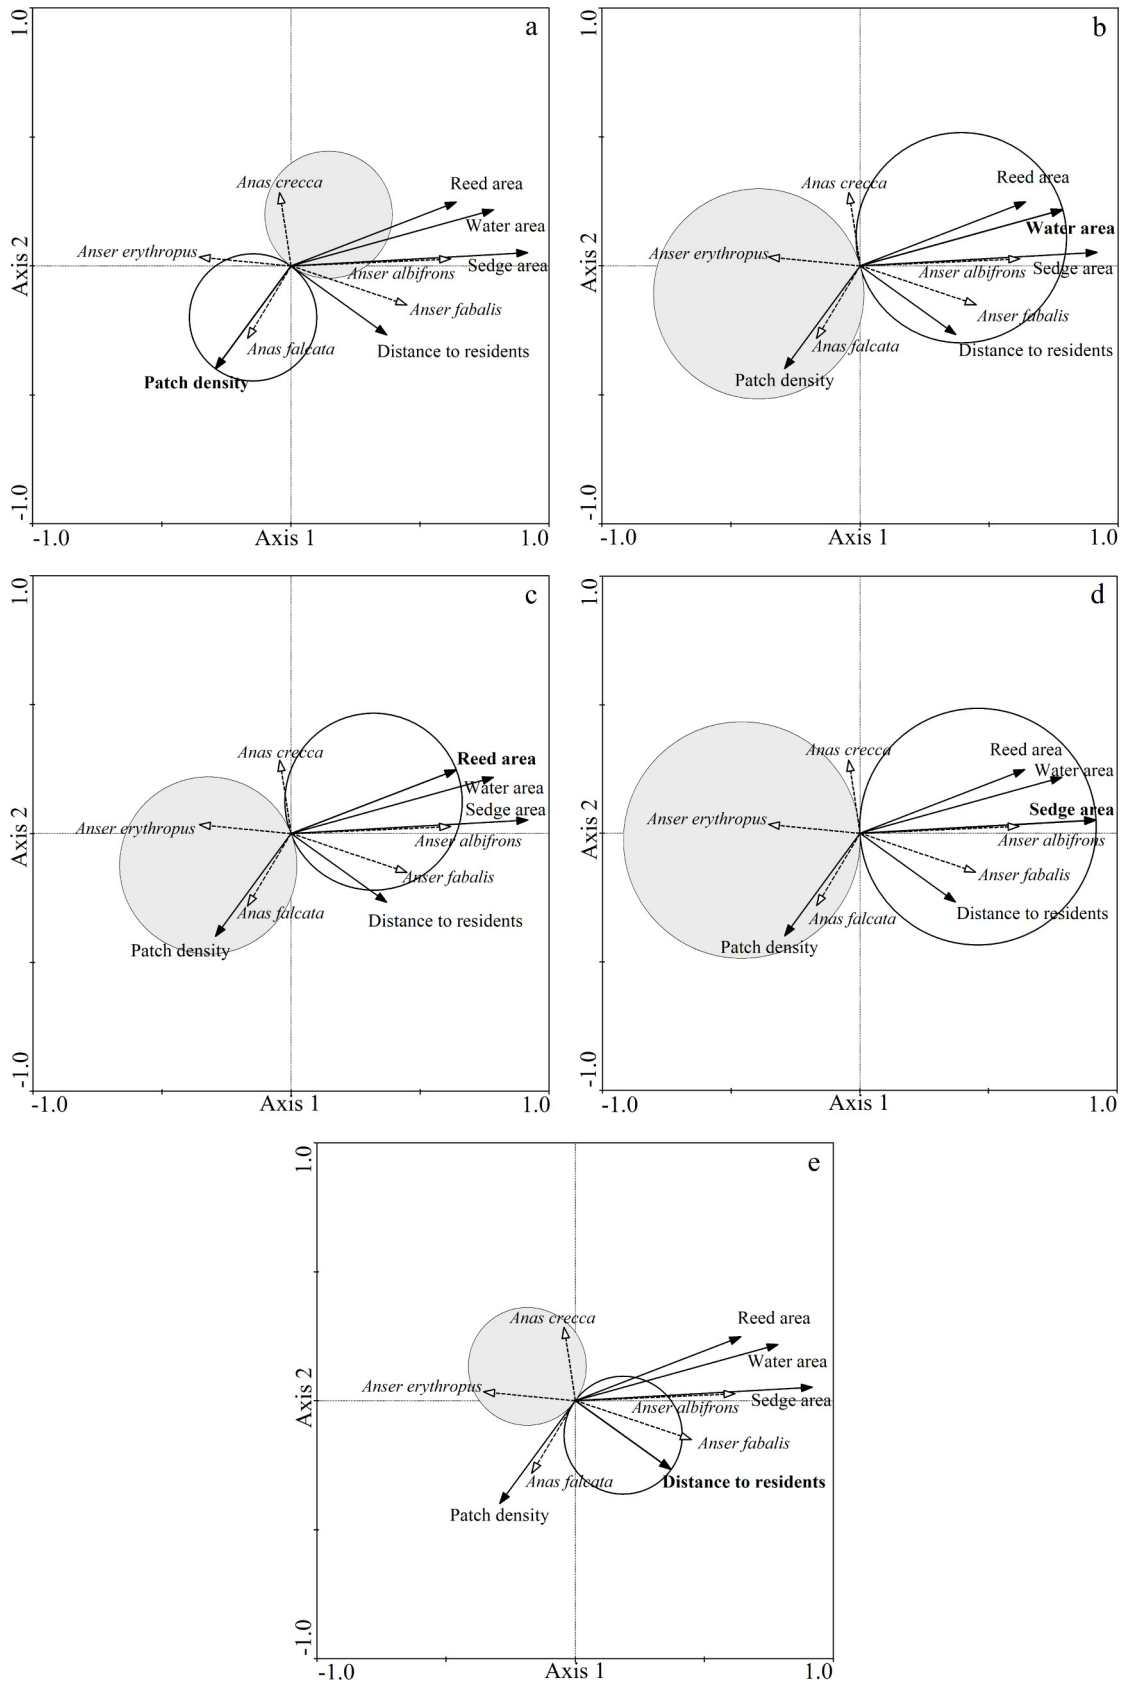 1.0
a
Anas crecca
Reed area
Water area
Anser erythropus
Axis 2
Anser albifrons
Sedge area
Anser fabalis
Anas falcata
Distance to residents
Patch density
-1.0
-1.0
Axis 1
1.0
1.0
b
Anas crecca
Reed area
Water area
Anser erythropus
Axis 2
Anser albifrons
Sedge area
Anser fabalis
Anas falcata
Distance to residents
Patch density
-1.0
-1.0
Axis 1
1.0
1.0
c
Anas crecca
Reed area
Water area
Sedge area
Anser erythropus
Axis 2
Anser albifrons
Anser fabalis
Anas falcata
Distance to residents
Patch density
-1.0
-1.0
Axis 1
1.0
1.0
d
Anas crecca
Reed area
Water area
Sedge area
Anser erythropus
Axis 2
Anser albifrons
Anser fabalis
Anas falcata
Distance to residents
Patch density
-1.0
-1.0
Axis 1
1.0
1.0
e
Anas crecca
Reed area
Water area
Anser erythropus
Axis 2
Anser albifrons
Sedge area
Anser fabalis
Anas falcata
Distance to residents
Patch density
-1.0
-1.0
Axis 1
1.0